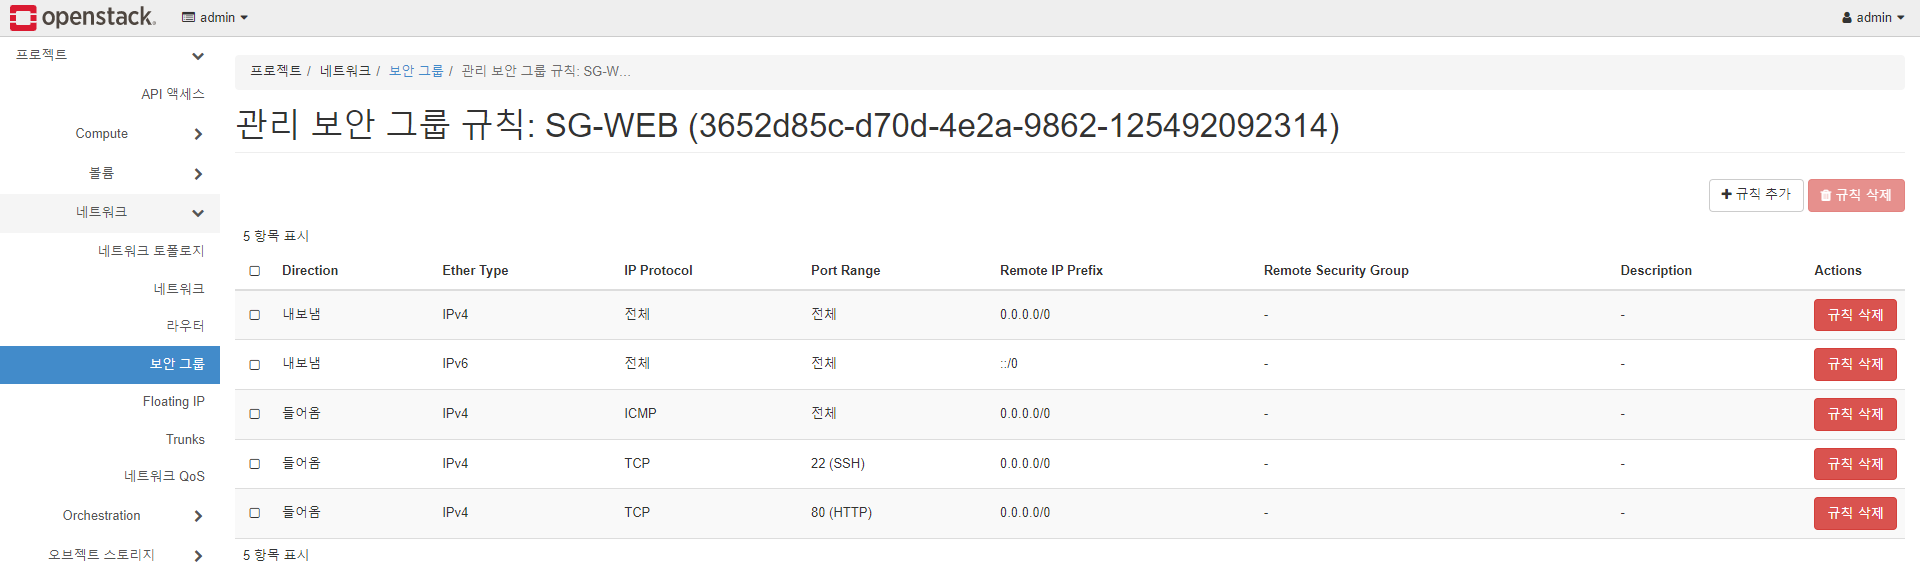 openstack. admin admin
프로젝트
API 액세스
Compute
볼륨
네트워크
네트워크 토폴로지
네트워크
라우터
보안 그룹
Floating IP
Trunks
네트워크 QoS
Orchestration
오브젝트 스토리지
프로젝트 / 네트워크 / 보안 그룹 / 관리 보안 그룹 규칙: SG-W...
관리 보안 그룹 규칙: SG-WEB (3652d85c-d70d-4e2a-9862-125492092314)
규칙 추가 규칙 삭제
5 항목 표시
Direction Ether Type IP Protocol Port Range Remote IP Prefix Remote Security Group Description Actions
내보냄 IPv4 전체 전체 0.0.0.0/0 - - 규칙 삭제
내보냄 IPv6 전체 전체 ::/0 - - 규칙 삭제
들어옴 IPv4 ICMP 전체 0.0.0.0/0 - - 규칙 삭제
들어옴 IPv4 TCP 22 (SSH) 0.0.0.0/0 - - 규칙 삭제
들어옴 IPv4 TCP 80 (HTTP) 0.0.0.0/0 - - 규칙 삭제
5 항목 표시